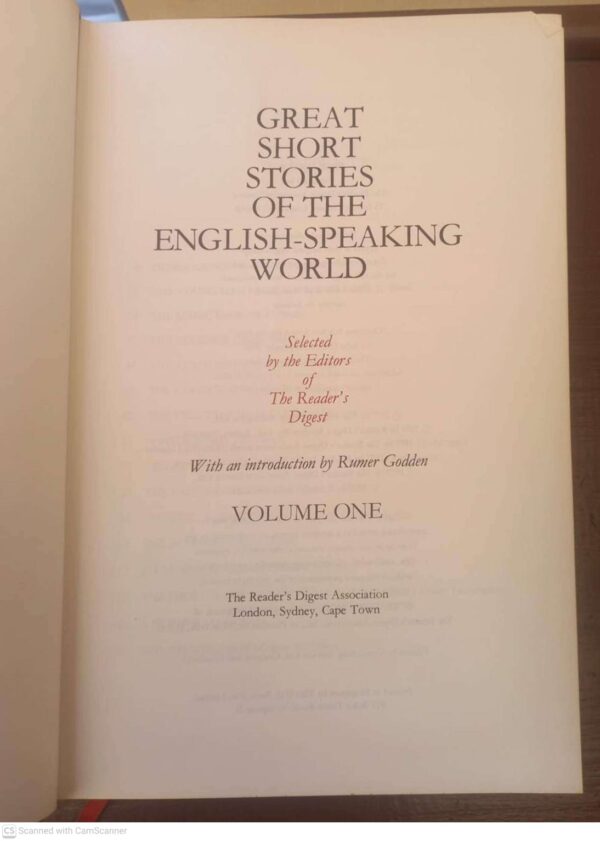 GREAT
SHORT
STORIES
OF THE
ENGLISH-SPEAKING
WORLD
Selected
by the Editors
of
The Reader's
Digest
With an introduction by Rumer Godden
VOLUME ONE
The Reader's Digest Association
London, Sydney, Cape Town
CS Scanned with CamScanner